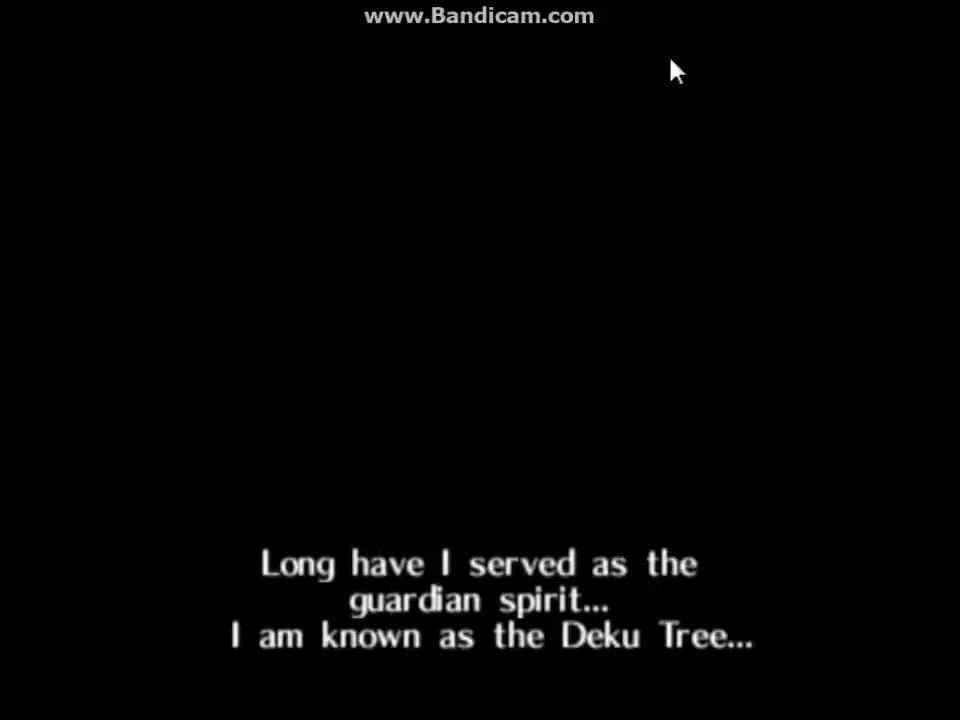 www.Bandicam.com
Long have I served as the
guardian spirit...
I am known as the Deku Tree...